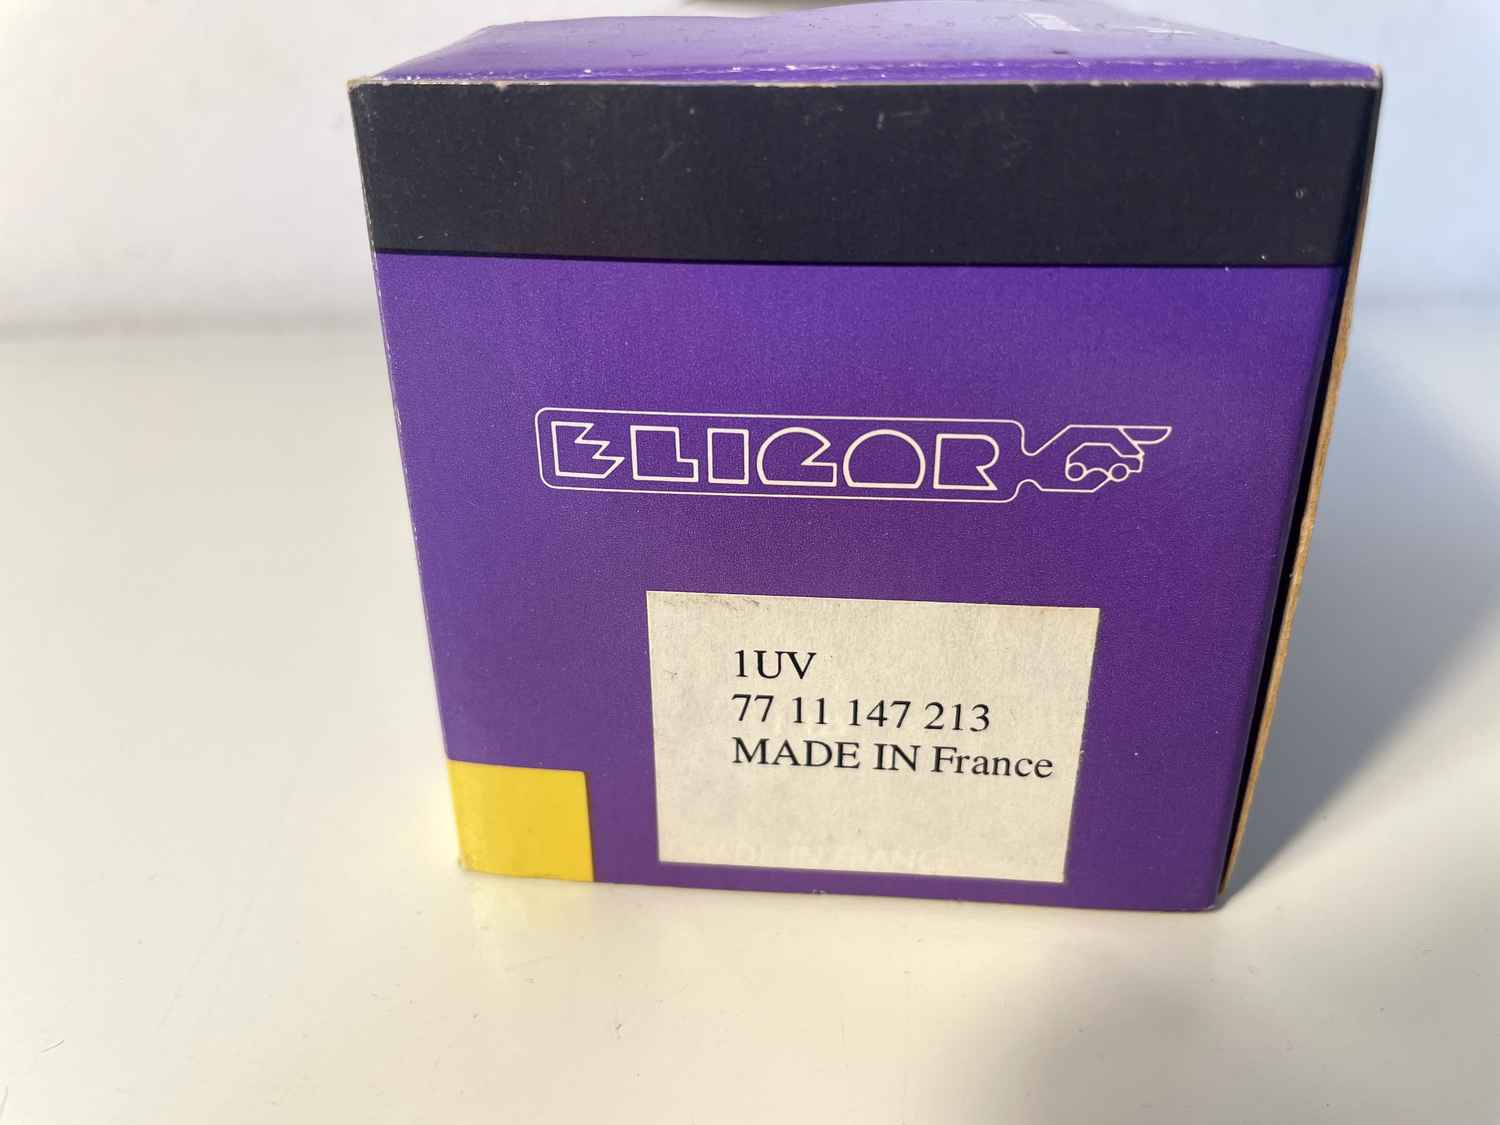 ELIGOR
1UV
77 11 147 213
MADE IN France